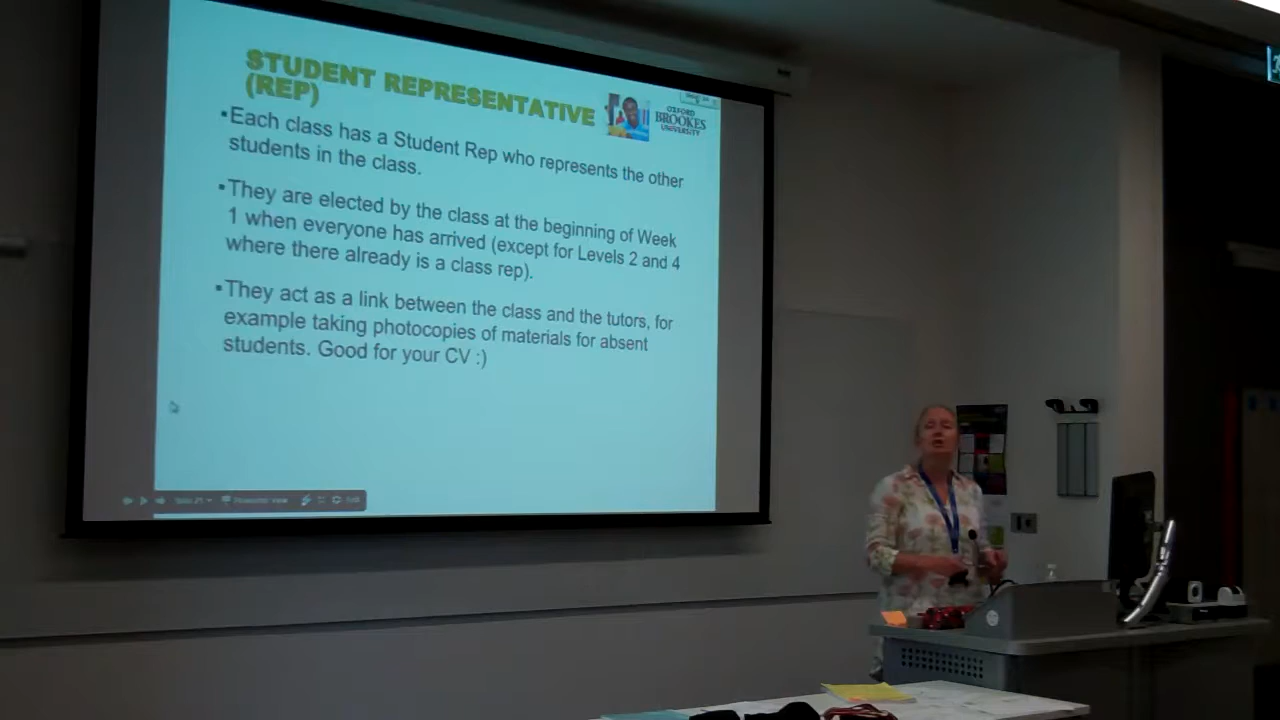 STUDENT REPRESENTATIVE
(REP)
OXFORD
BROOKES
UNIVERSITY
▪Each class has a Student Rep who represents the other
students in the class.
▪They are elected by the class at the beginning of Week
1 when everyone has arrived (except for Levels 2 and 4
where there already is a class rep).
▪They act as a link between the class and the tutors, for
example taking photocopies of materials for absent
students. Good for your CV :)